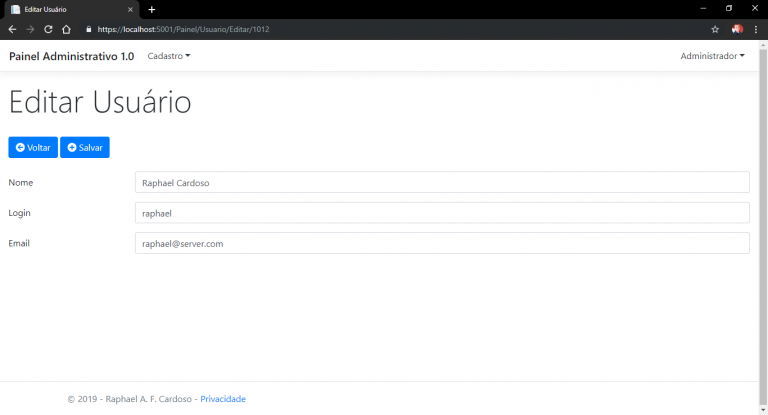 Editar Usuário
https://localhost:5001/Painel/Usuario/Editar/1012
Painel Administrativo 1.0 Cadastro Administrador
Editar Usuário
Voltar Salvar
Nome Raphael Cardoso
Login raphael
Email raphael@server.com
© 2019 - Raphael A. F. Cardoso - Privacidade